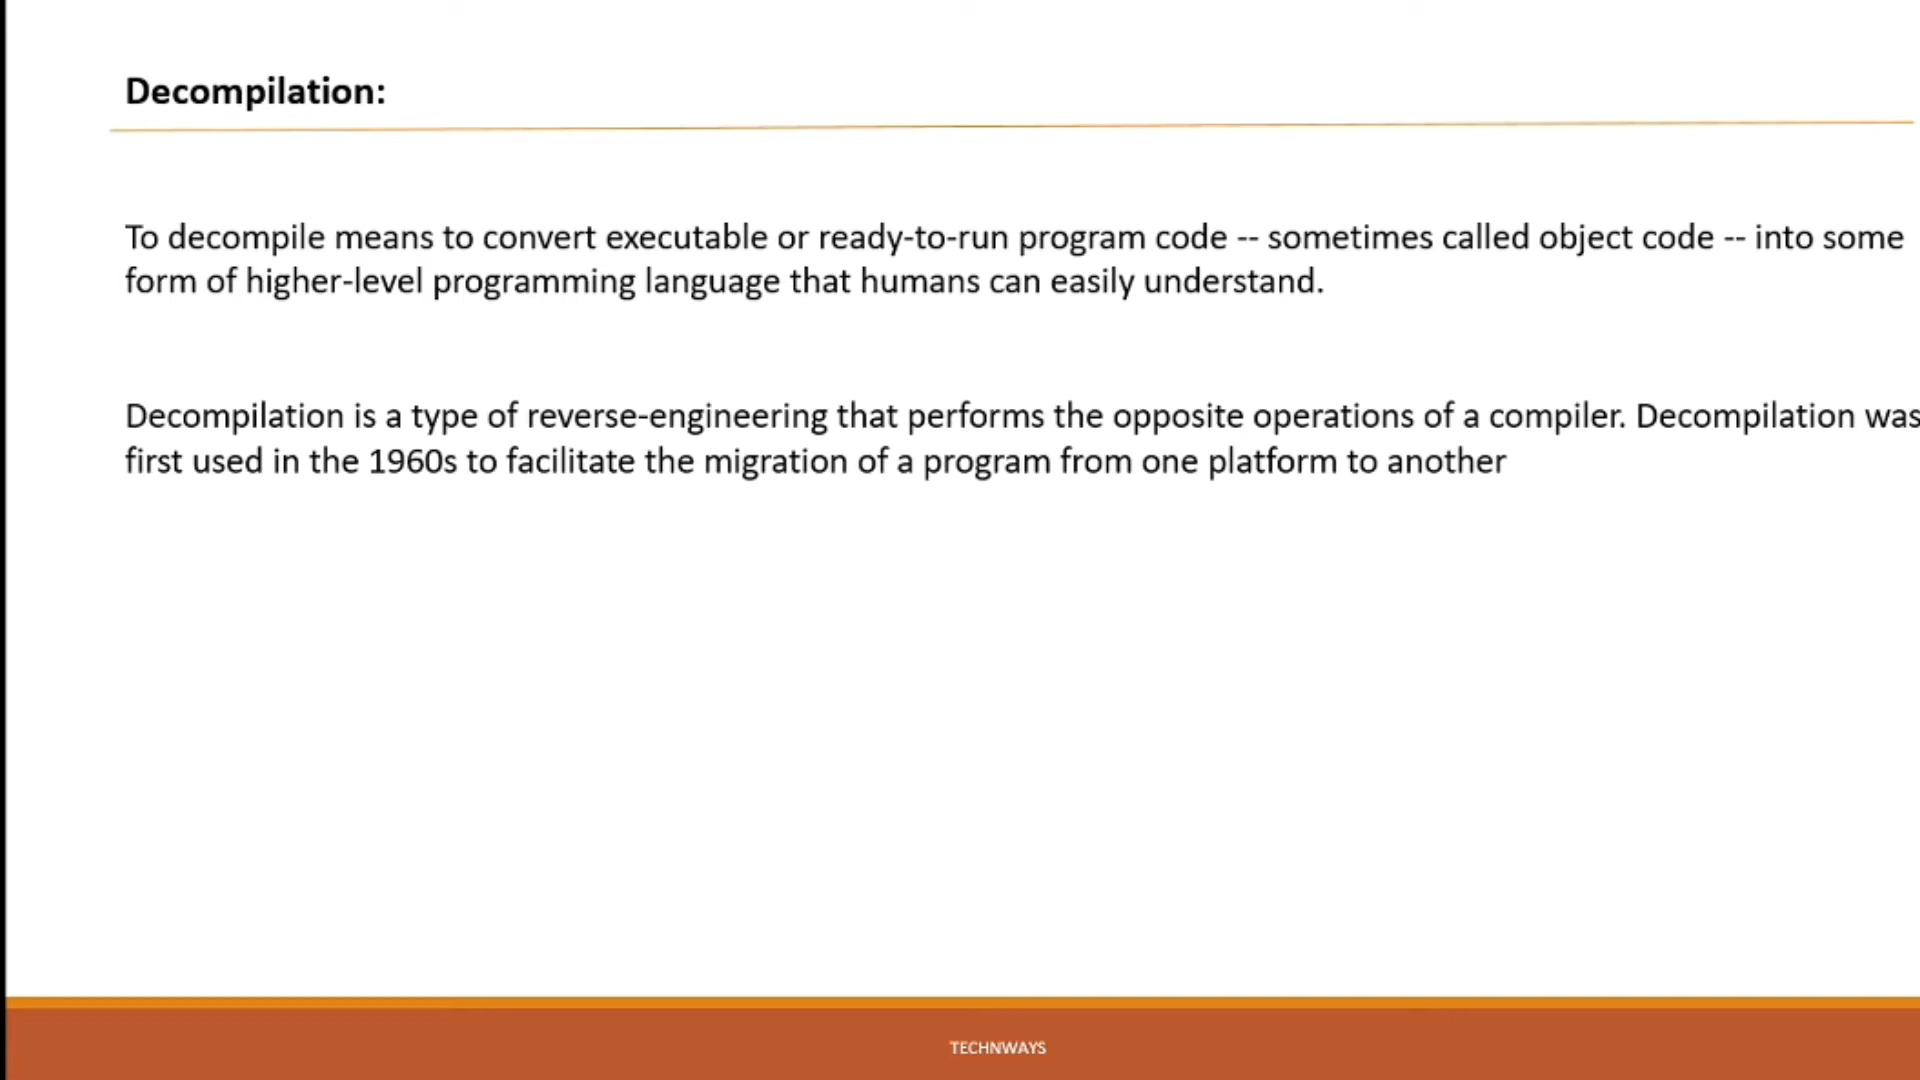 Decompilation:
To decompile means to convert executable or ready-to-run program code -- sometimes called object code -- into some
form of higher-level programming language that humans can easily understand.
Decompilation is a type of reverse-engineering that performs the opposite operations of a compiler. Decompilation was
first used in the 1960s to facilitate the migration of a program from one platform to another
TECHNWAYS